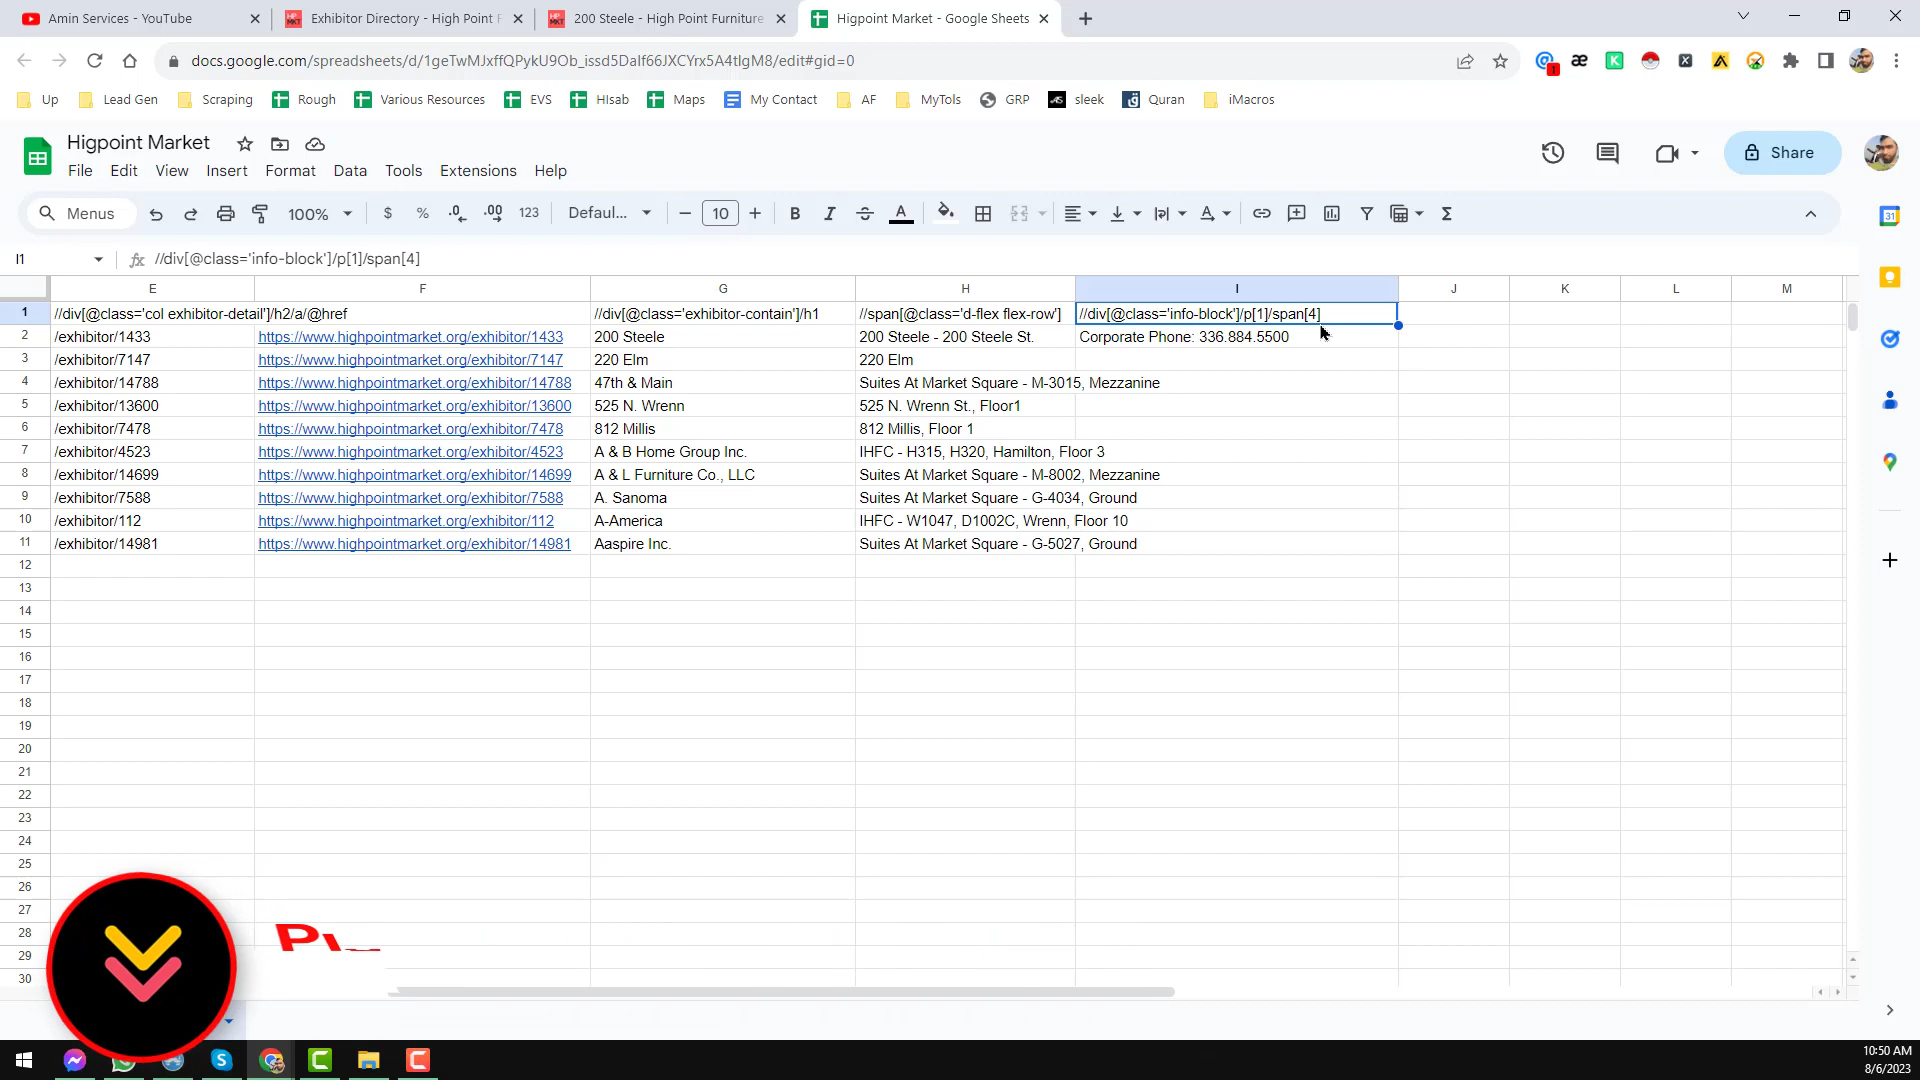 Amin Services - YouTube
Exhibitor Directory - High Point F
200 Steele - High Point Furniture
Higpoint Market - Google Sheets
docs.google.com/spreadsheets/d/1geTwMJxffQPykU9Ob_issd5DaIf66JXCYrx5A4tIgM8/edit#gid=0
1
Up
Lead Gen
Scraping
Rough
Various Resources
EVS
HIsab
Maps
My Contact
AF
MyTols
GRP
sleek
Quran
iMacros
Higpoint Market
Share
File Edit View Insert Format Data Tools Extensions Help
Menus 100% $ % .0 .00 123 Defaul... 10
I1 fx //div[@class='info-block']/p[1]/span[4]
E F G H I J K L M
1 //div[@class='col exhibitor-detail']/h2/a/@href //div[@class='exhibitor-contain']/h1 //span[@class='d-flex flex-row'] //div[@class='info-block']/p[1]/span[4]
2 /exhibitor/1433 https://www.highpointmarket.org/exhibitor/1433 200 Steele 200 Steele - 200 Steele St. Corporate Phone: 336.884.5500
3 /exhibitor/7147 https://www.highpointmarket.org/exhibitor/7147 220 Elm 220 Elm
4 /exhibitor/14788 https://www.highpointmarket.org/exhibitor/14788 47th & Main Suites At Market Square - M-3015, Mezzanine
5 /exhibitor/13600 https://www.highpointmarket.org/exhibitor/13600 525 N. Wrenn 525 N. Wrenn St., Floor1
6 /exhibitor/7478 https://www.highpointmarket.org/exhibitor/7478 812 Millis 812 Millis, Floor 1
7 /exhibitor/4523 https://www.highpointmarket.org/exhibitor/4523 A & B Home Group Inc. IHFC - H315, H320, Hamilton, Floor 3
8 /exhibitor/14699 https://www.highpointmarket.org/exhibitor/14699 A & L Furniture Co., LLC Suites At Market Square - M-8002, Mezzanine
9 /exhibitor/7588 https://www.highpointmarket.org/exhibitor/7588 A. Sanoma Suites At Market Square - G-4034, Ground
10 /exhibitor/112 https://www.highpointmarket.org/exhibitor/112 A-America IHFC - W1047, D1002C, Wrenn, Floor 10
11 /exhibitor/14981 https://www.highpointmarket.org/exhibitor/14981 Aaspire Inc. Suites At Market Square - G-5027, Ground
12
13
14
15
16
17
18
19
20
21
22
23
24
25
26
27
28
29
30
10:50 AM
8/6/2023